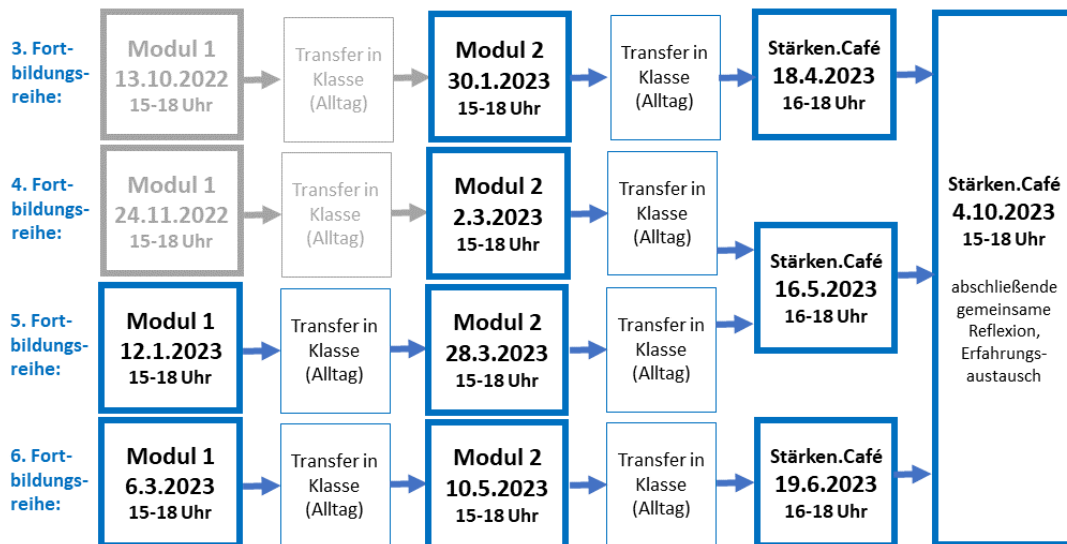 3. Fort-
bildungs-
reihe:
Modul 1
13.10.2022
15-18 Uhr
Transfer in
Klasse
(Alltag)
Modul 2
30.1.2023
15-18 Uhr
Transfer in
Klasse
(Alltag)
Stärken.Café
18.4.2023
16-18 Uhr
4. Fort-
bildungs-
reihe:
Modul 1
24.11.2022
15-18 Uhr
Transfer in
Klasse
(Alltag)
Modul 2
2.3.2023
15-18 Uhr
Transfer in
Klasse
(Alltag)
Stärken.Café
16.5.2023
16-18 Uhr
5. Fort-
bildungs-
reihe:
Modul 1
12.1.2023
15-18 Uhr
Transfer in
Klasse
(Alltag)
Modul 2
28.3.2023
15-18 Uhr
Transfer in
Klasse
(Alltag)
6. Fort-
bildungs-
reihe:
Modul 1
6.3.2023
15-18 Uhr
Transfer in
Klasse
(Alltag)
Modul 2
10.5.2023
15-18 Uhr
Transfer in
Klasse
(Alltag)
Stärken.Café
19.6.2023
16-18 Uhr
Stärken.Café
4.10.2023
15-18 Uhr
abschließende
gemeinsame
Reflexion,
Erfahrungs-
austausch